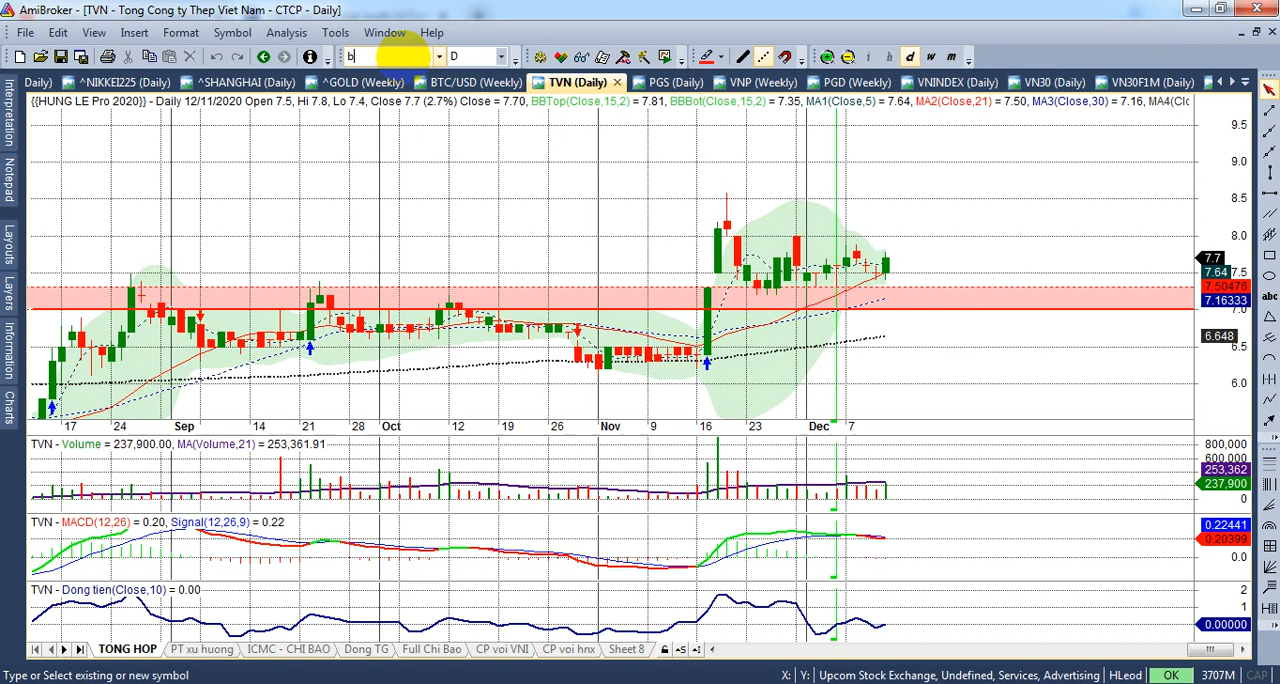 AmiBroker - [TVN - Tong Cong ty Thep Viet Nam - CTCP - Daily]
File Edit View Insert Format Symbol Analysis Tools Window Help
b D i h d w m
Daily) ^NIKKEI225 (Daily) ^SHANGHAI (Daily) ^GOLD (Weekly) BTC/USD (Weekly) TVN (Daily) PGS (Daily) VNP (Weekly) PGD (Weekly) VNINDEX (Daily) VN30 (Daily) VN30F1M (Daily)
{{HUNG LE Pro 2020}} - Daily 12/11/2020 Open 7.5, Hi 7.8, Lo 7.4, Close 7.7 (2.7%) Close = 7.70, BBTop(Close,15,2) = 7.81, BBBot(Close,15,2) = 7.35, MA1(Close,5) = 7.64, MA2(Close,21) = 7.50, MA3(Close,30) = 7.16, MA4(Clc
Interpretation
Notepad
Layouts
Layers
Information
Charts
abc
9.5
9.0
8.5
8.0
7.7
7.64 7.5
7.50476
7.16333
7.0
6.648
6.5
6.0
17 24 Sep 14 21 28 Oct 12 19 26 Nov 9 16 23 Dec 7
TVN - Volume = 237,900.00, MA(Volume,21) = 253,361.91
800,000
600,000
253,362
237,900
0
TVN - MACD(12,26) = 0.20, Signal(12,26,9) = 0.22
0.22441
0.20399
0.0
TVN - Dong tien(Close,10) = 0.00
2
1
0.00000
TONG HOP PT xu huong ICMC - CHI BAO Dong TG Full Chi Bao CP voi VNI CP voi hnx Sheet 8
Type or Select existing or new symbol X: Y: Upcom Stock Exchange, Undefined, Services, Advertising HLeod OK 3707M CAP